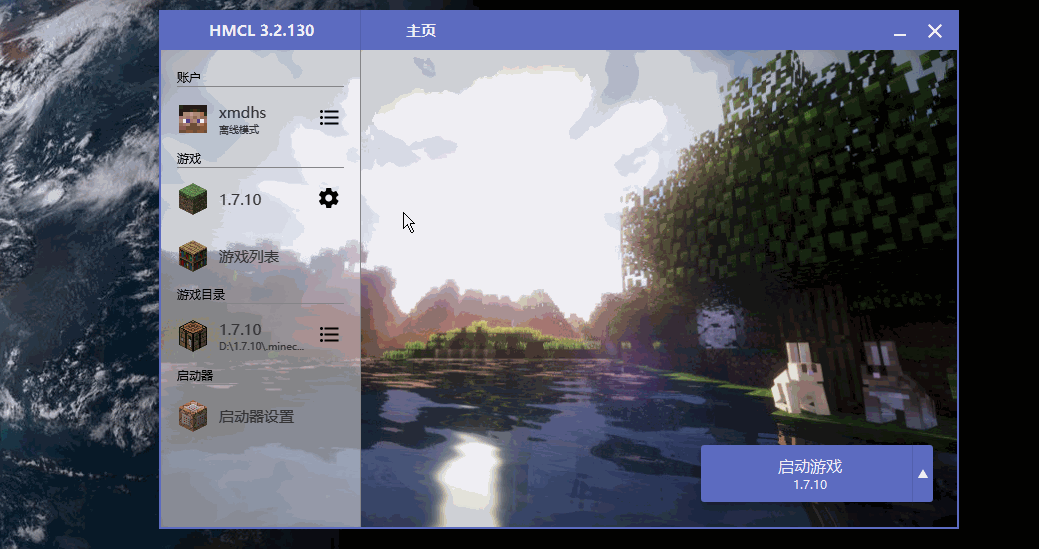 HMCL 3.2.130
主页
账户
xmdhs
离线模式
游戏
1.7.10
游戏列表
游戏目录
1.7.10
D:\1.7.10\.minec...
启动器
启动器设置
启动游戏
1.7.10